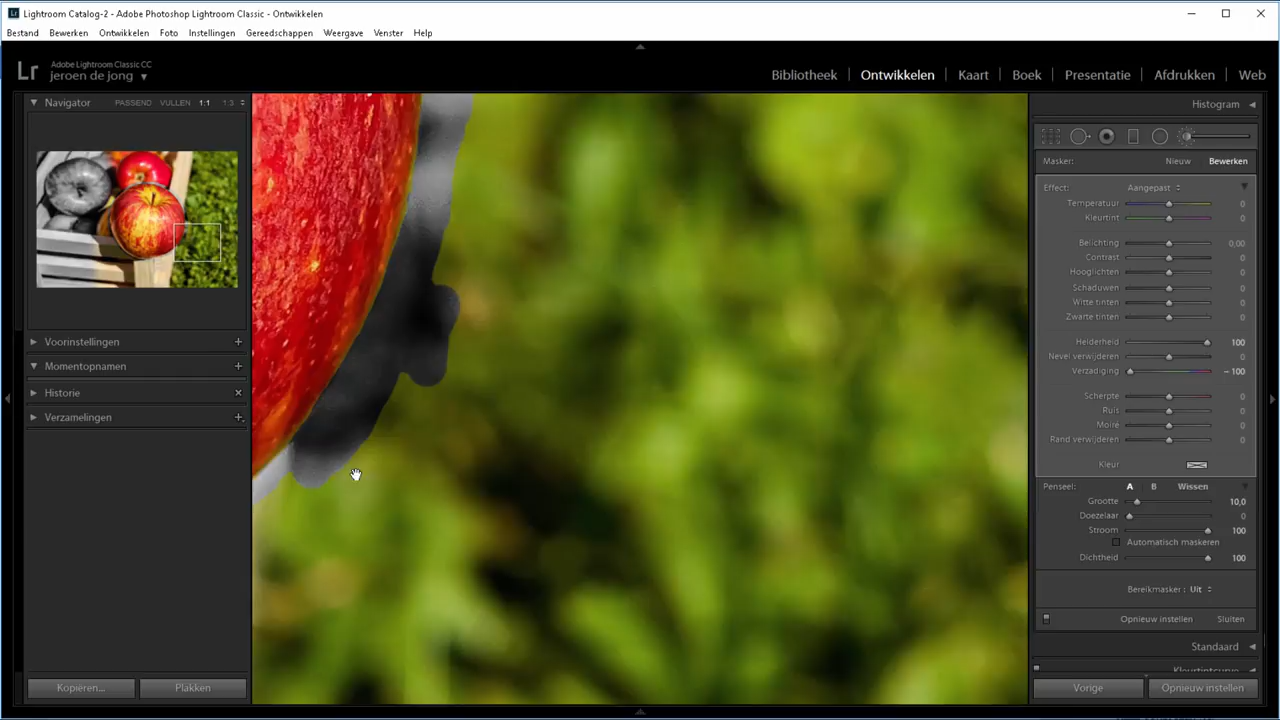 Lightroom Catalog-2 - Adobe Photoshop Lightroom Classic - Ontwikkelen
Bestand Bewerken Ontwikkelen Foto Instellingen Gereedschappen Weergave Venster Help
Lr Adobe Lightroom Classic CC
jeroen de jong
Bibliotheek Ontwikkelen Kaart Boek Presentatie Afdrukken Web
Navigator PASSEND VULLEN 1:1 1:3
Voorinstellingen
Momentopnamen
Historie
Verzamelingen
Kopiëren... Plakken
Histogram
Masker: Nieuw Bewerken
Effect: Aangepast
Temperatuur 0
Kleurtint 0
Belichting 0,00
Contrast 0
Hooglichten 0
Schaduwen 0
Witte tinten 0
Zwarte tinten 0
Helderheid 100
Nevel verwijderen 0
Verzadiging – 100
Scherpte 0
Ruis 0
Moiré 0
Rand verwijderen 0
Kleur
Penseel: A B Wissen
Grootte 10,0
Doezelaar 0
Stroom 100
Automatisch maskeren
Dichtheid 100
Bereikmasker: Uit
Opnieuw instellen Sluiten
Standaard
Kleurtintcurve
Vorige Opnieuw instellen